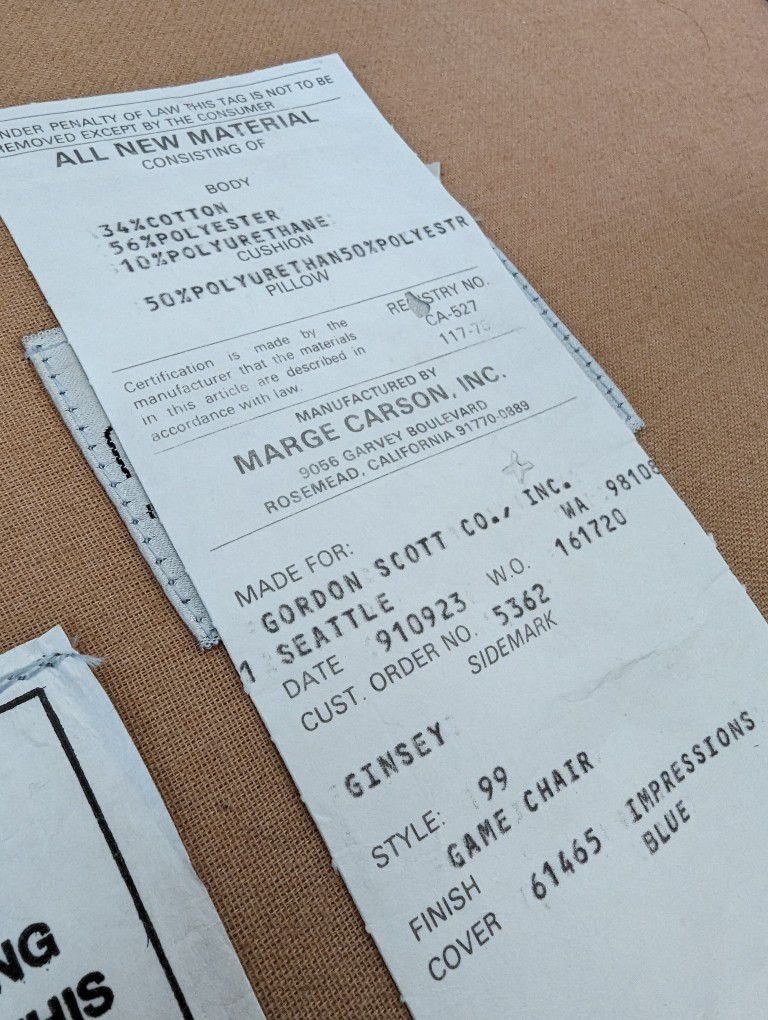 UNDER PENALTY OF LAW THIS TAG IS NOT TO BE
REMOVED EXCEPT BY THE CONSUMER
ALL NEW MATERIAL
CONSISTING OF
BODY
34%COTTON
56%POLYESTER
10%POLYURETHANE
CUSHION
50%POLYURETHAN50%POLYESTR
PILLOW
Certification is made by the
manufacturer that the materials
in this article are described in
accordance with law.
REGISTRY NO.
CA-527
117-75
MANUFACTURED BY
MARGE CARSON, INC.
9056 GARVEY BOULEVARD
ROSEMEAD, CALIFORNIA 91770-0889
MADE FOR:
GORDON SCOTT CO., INC.
1 SEATTLE WA 98108
DATE 910923 W.O. 161720
CUST. ORDER NO. 5362
SIDEMARK
GINSEY
STYLE: 99
GAME CHAIR
FINISH
COVER 61465 IMPRESSIONS
BLUE
NG
HIS